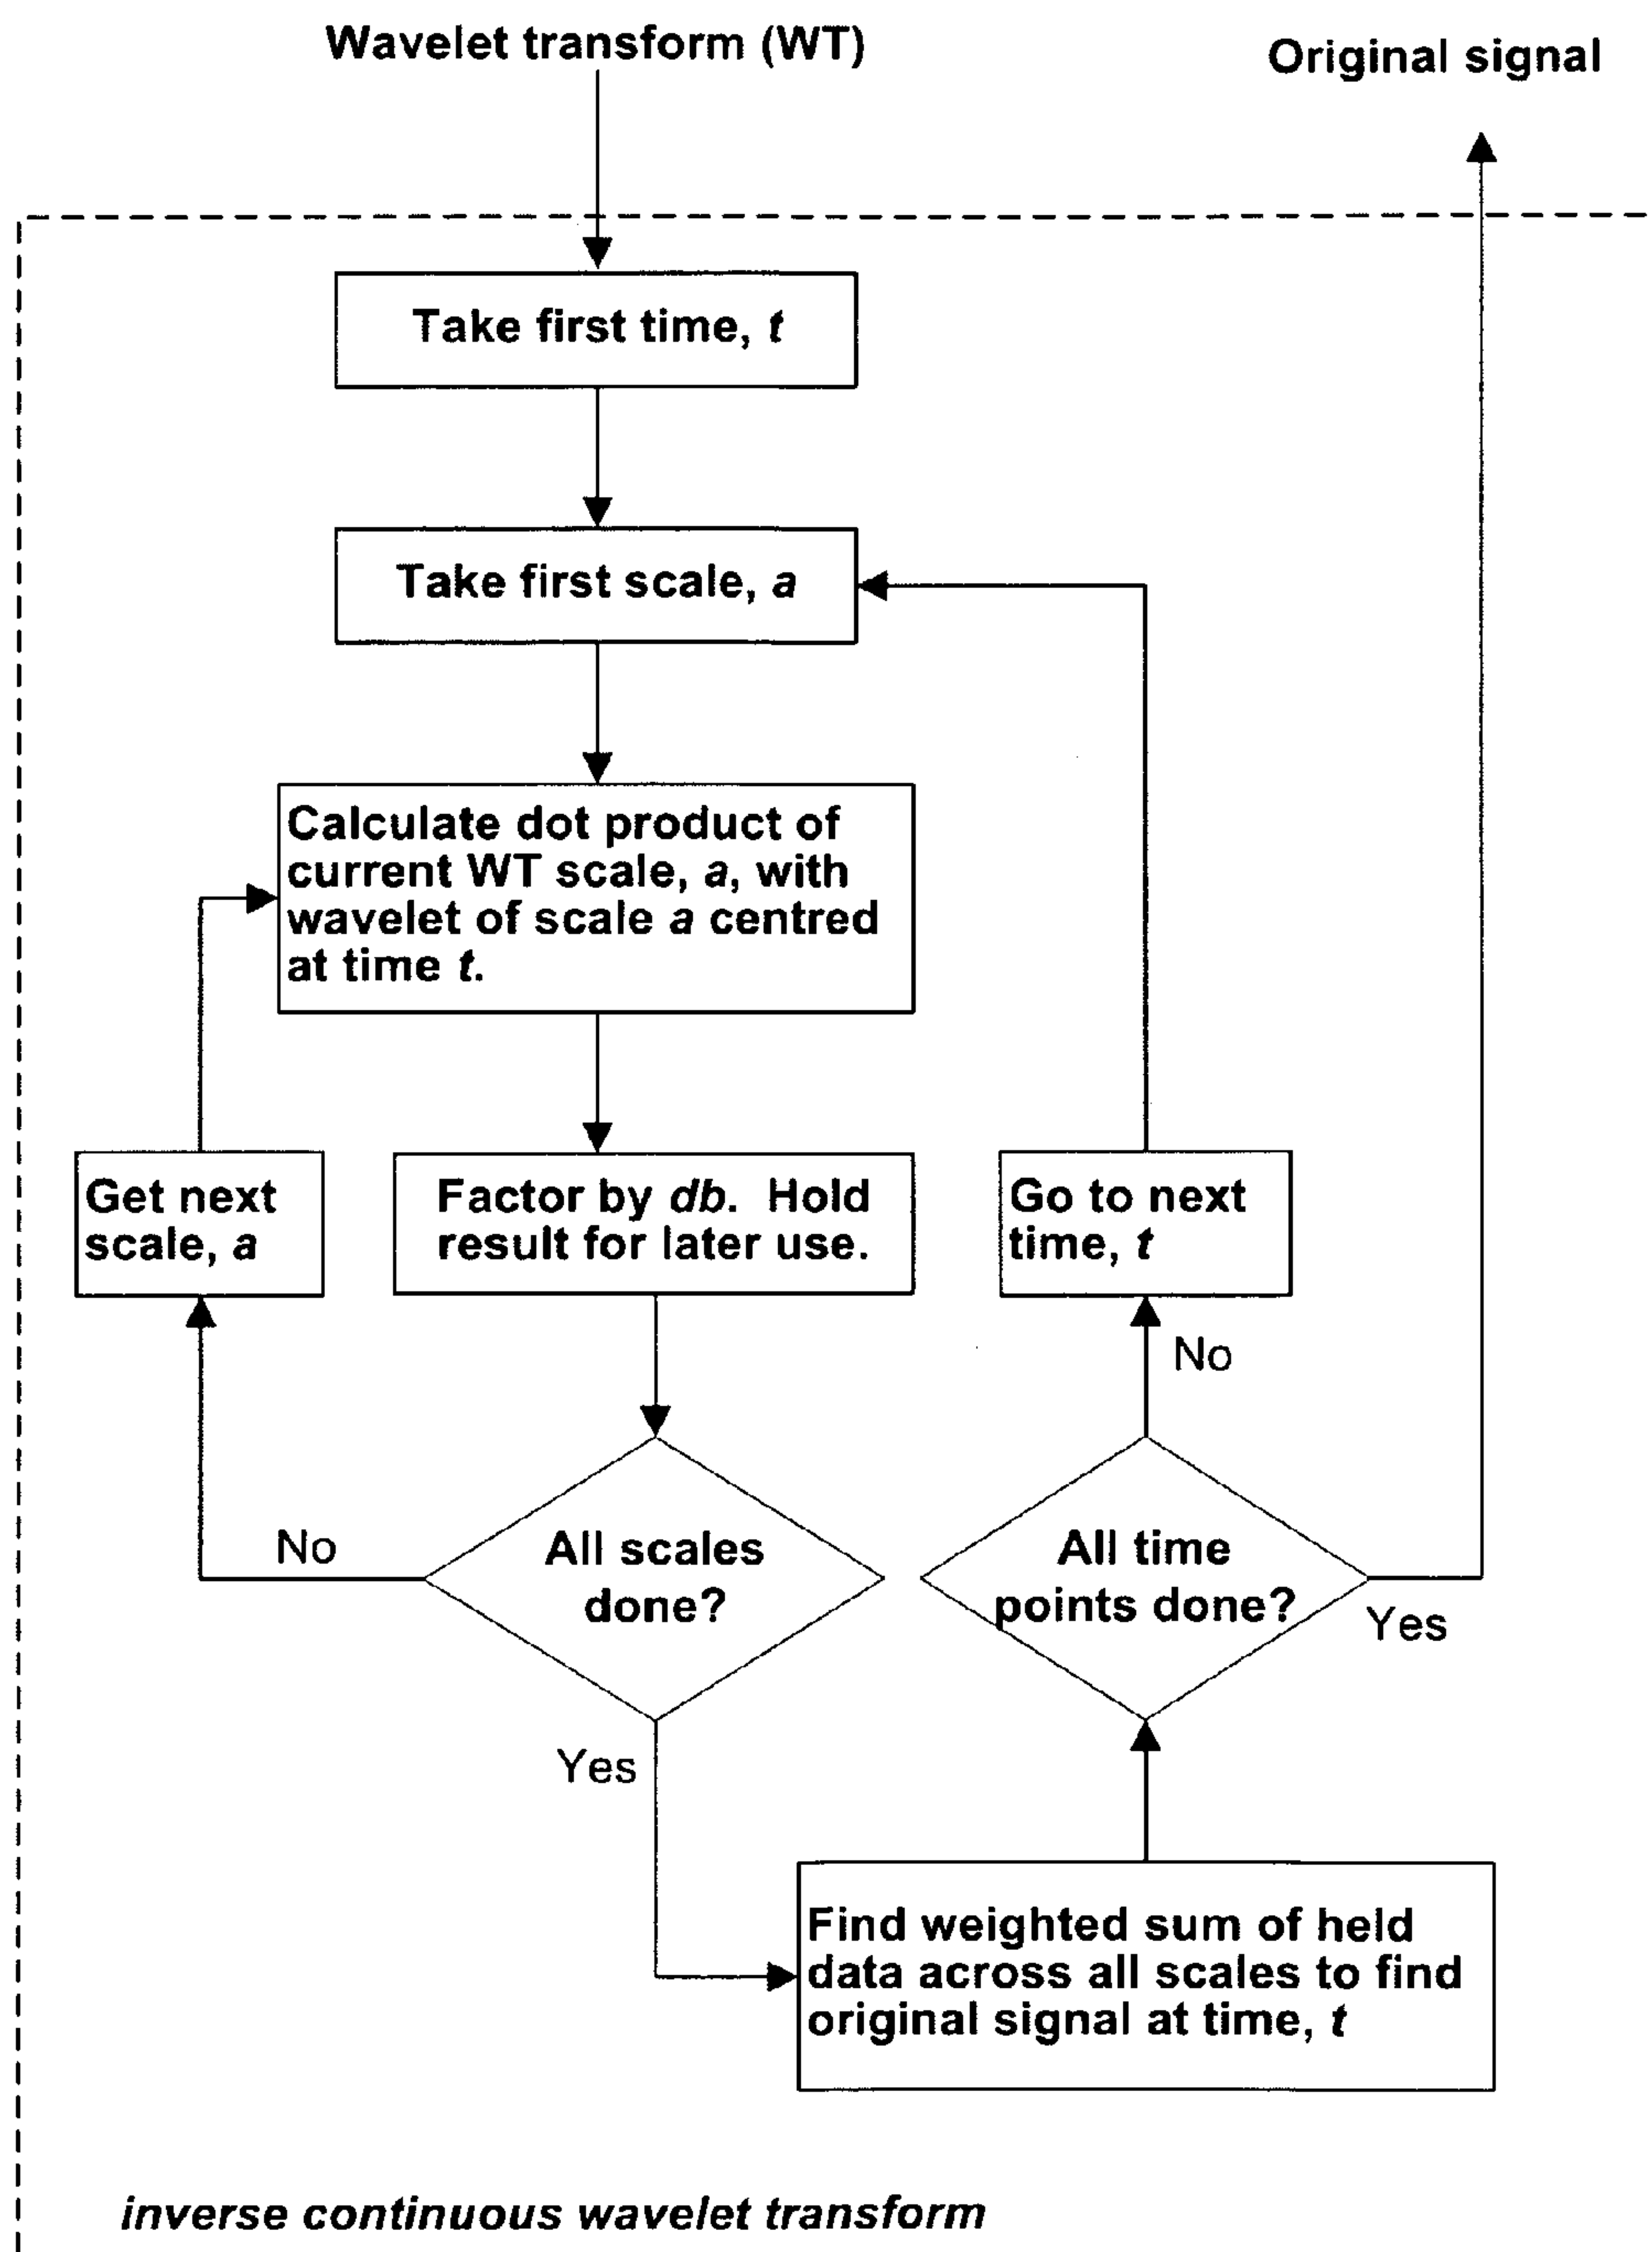 Wavelet transform (WT)
Original signal
Take first time, t
Take first scale, a
Calculate dot product of
current WT scale, a, with
wavelet of scale a centred
at time t.
Get next
scale, a
Factor by db. Hold
result for later use.
Go to next
time, t
No
No
All scales
done?
All time
points done?
Yes
Yes
Find weighted sum of held
data across all scales to find
original signal at time, t
inverse continuous wavelet transform